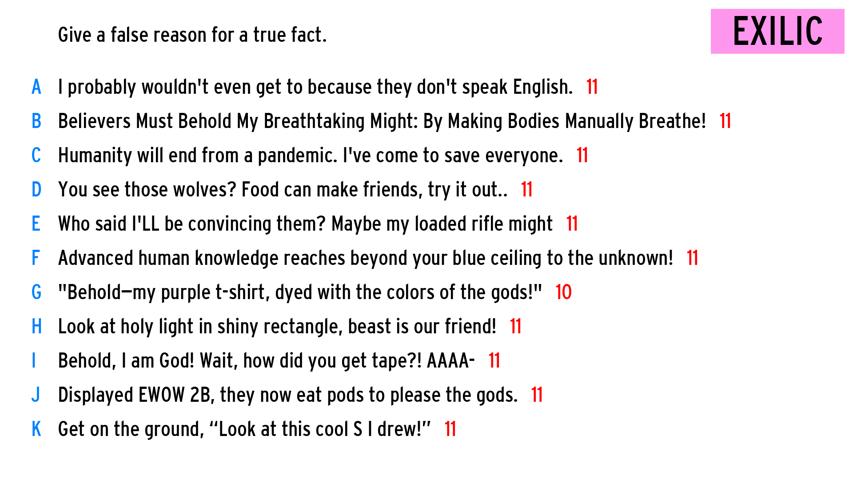 Give a false reason for a true fact.
EXILIC
A I probably wouldn't even get to because they don't speak English. 11
B Believers Must Behold My Breathtaking Might: By Making Bodies Manually Breathe! 11
C Humanity will end from a pandemic. I've come to save everyone. 11
D You see those wolves? Food can make friends, try it out.. 11
E Who said I'LL be convincing them? Maybe my loaded rifle might 11
F Advanced human knowledge reaches beyond your blue ceiling to the unknown! 11
G "Behold—my purple t-shirt, dyed with the colors of the gods!" 10
H Look at holy light in shiny rectangle, beast is our friend! 11
I Behold, I am God! Wait, how did you get tape?! AAAA- 11
J Displayed EWOW 2B, they now eat pods to please the gods. 11
K Get on the ground, “Look at this cool S I drew!” 11